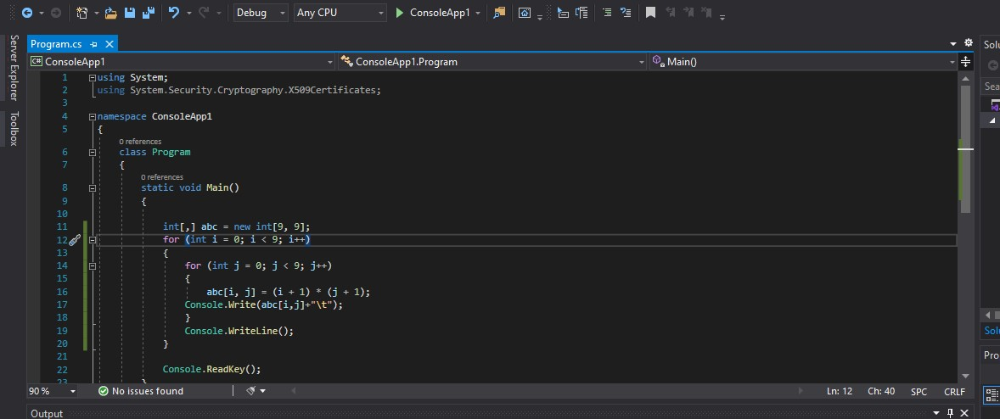 Debug Any CPU ConsoleApp1
Program.cs
Server Explorer
Toolbox
C# ConsoleApp1 ConsoleApp1.Program Main()
1 using System;
2 using System.Security.Cryptography.X509Certificates;
3
4 namespace ConsoleApp1
5 {
0 references
6 class Program
7 {
0 references
8 static void Main()
9 {
10
11 int[,] abc = new int[9, 9];
12 for (int i = 0; i < 9; i++)
13 {
14 for (int j = 0; j < 9; j++)
15 {
16 abc[i, j] = (i + 1) * (j + 1);
17 Console.Write(abc[i,j]+"\t");
18 }
19 Console.WriteLine();
20 }
21
22 Console.ReadKey();
23 }
90 % No issues found Ln: 12 Ch: 40 SPC CRLF
Output
Solu
Sea
Solu
Pro